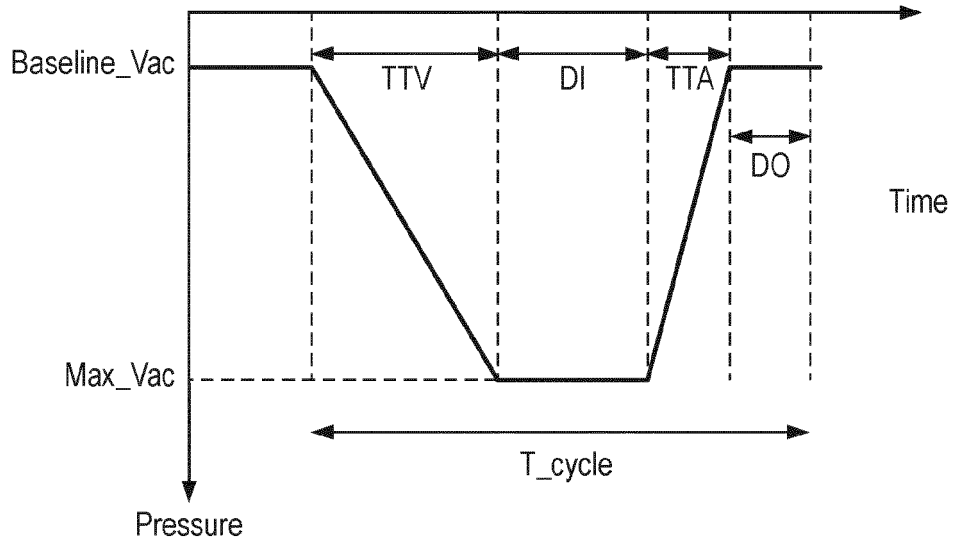 Baseline_Vac
TTV
DI
TTA
DO
Time
Max_Vac
T_cycle
Pressure